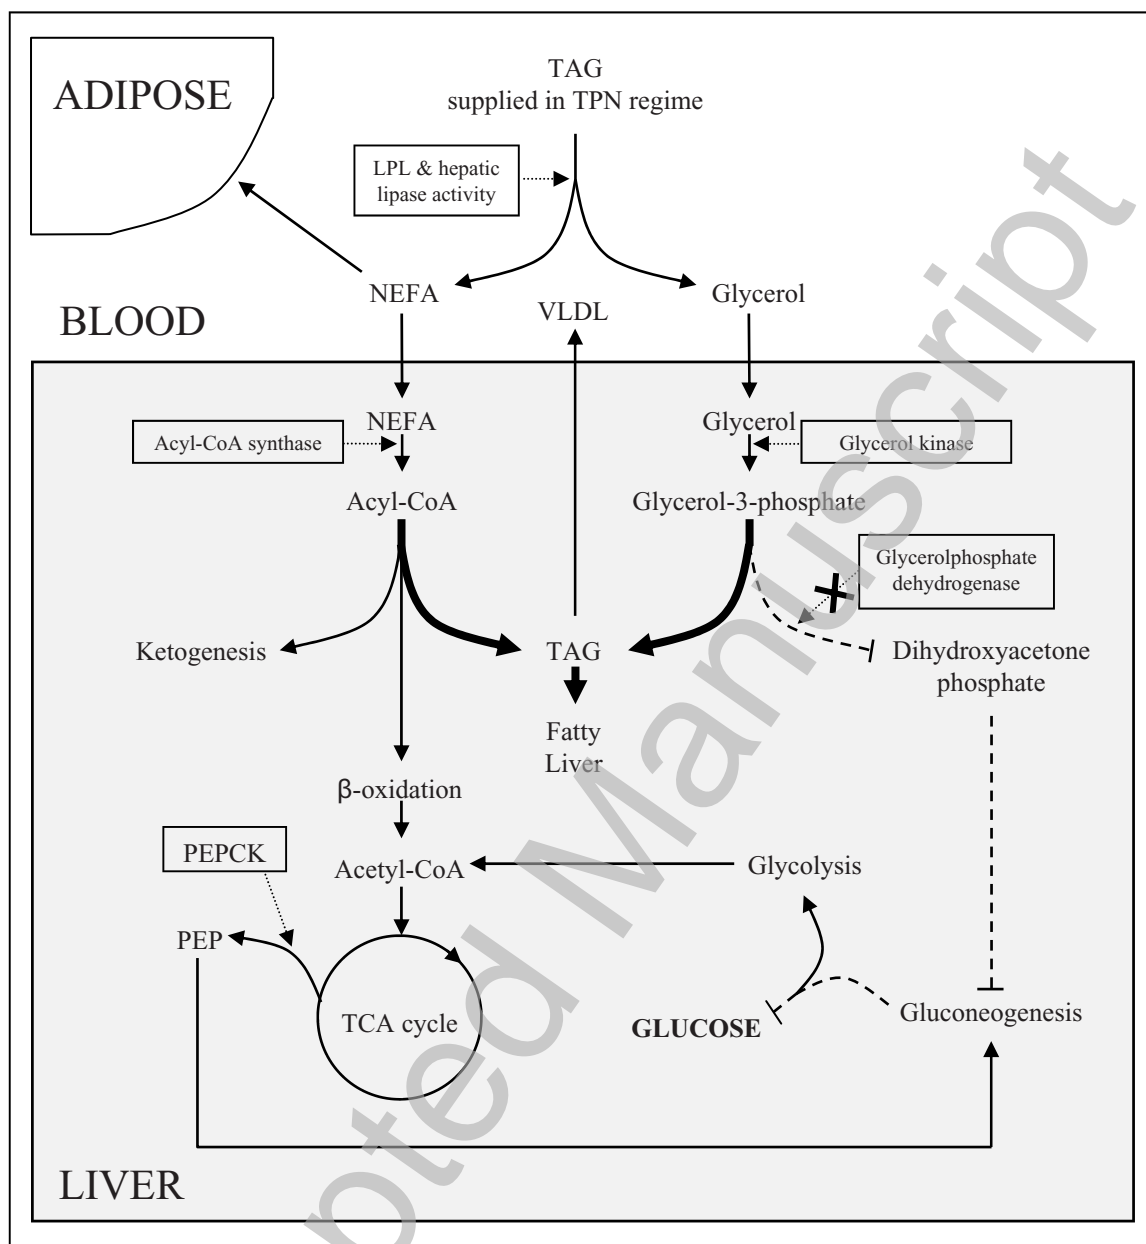 ADIPOSE
TAG
supplied in TPN regime
LPL & hepatic
lipase activity
NEFA
VLDL
Glycerol
BLOOD
NEFA
Glycerol
Acyl-CoA synthase
Glycerol kinase
Acyl-CoA
Glycerol-3-phosphate
Glycerolphosphate
dehydrogenase
Ketogenesis
TAG
Dihydroxyacetone
phosphate
Fatty
Liver
β-oxidation
PEPCK
Acetyl-CoA
Glycolysis
PEP
TCA cycle
GLUCOSE
Gluconeogenesis
LIVER
pted Manuscript